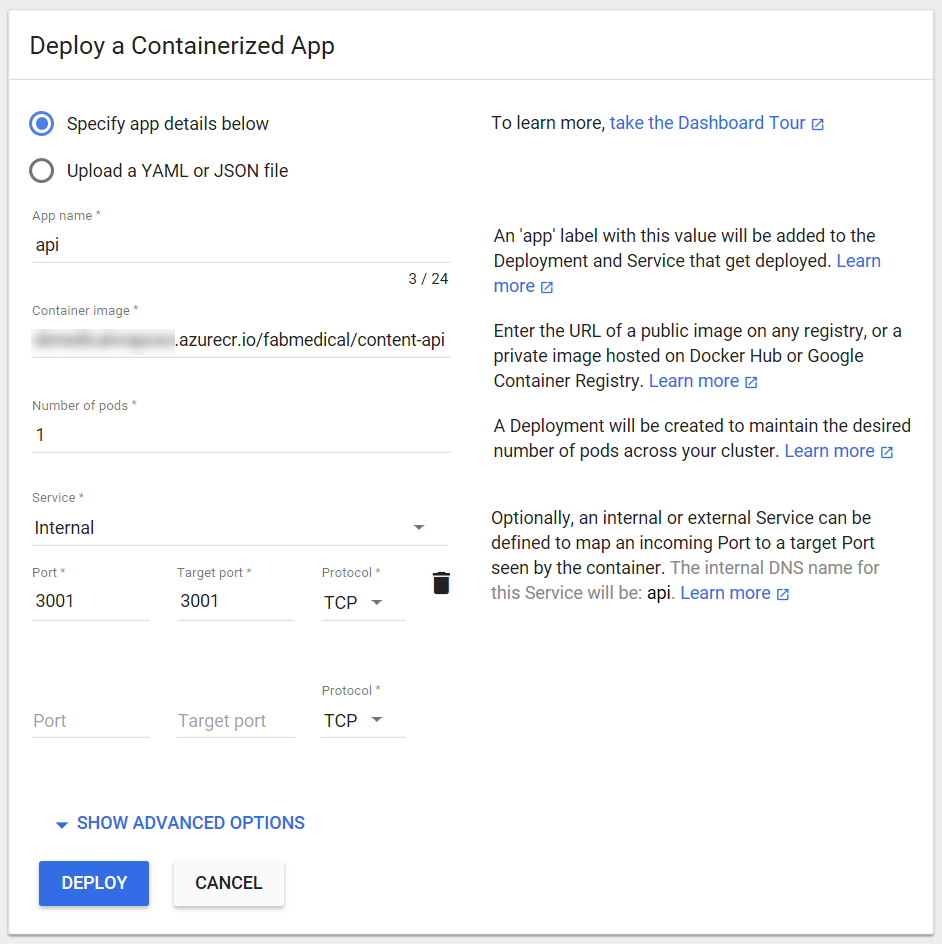 Deploy a Containerized App
Specify app details below
To learn more, take the Dashboard Tour
Upload a YAML or JSON file
App name *
api
3 / 24
An 'app' label with this value will be added to the
Deployment and Service that get deployed. Learn
more
Container image *
.azurecr.io/fabmedical/content-api
Enter the URL of a public image on any registry, or a
private image hosted on Docker Hub or Google
Container Registry. Learn more
Number of pods *
1
A Deployment will be created to maintain the desired
number of pods across your cluster. Learn more
Service *
Internal
Optionally, an internal or external Service can be
defined to map an incoming Port to a target Port
seen by the container. The internal DNS name for
this Service will be: api. Learn more
Port * Target port * Protocol *
3001 3001 TCP
Protocol *
Port Target port TCP
SHOW ADVANCED OPTIONS
DEPLOY CANCEL